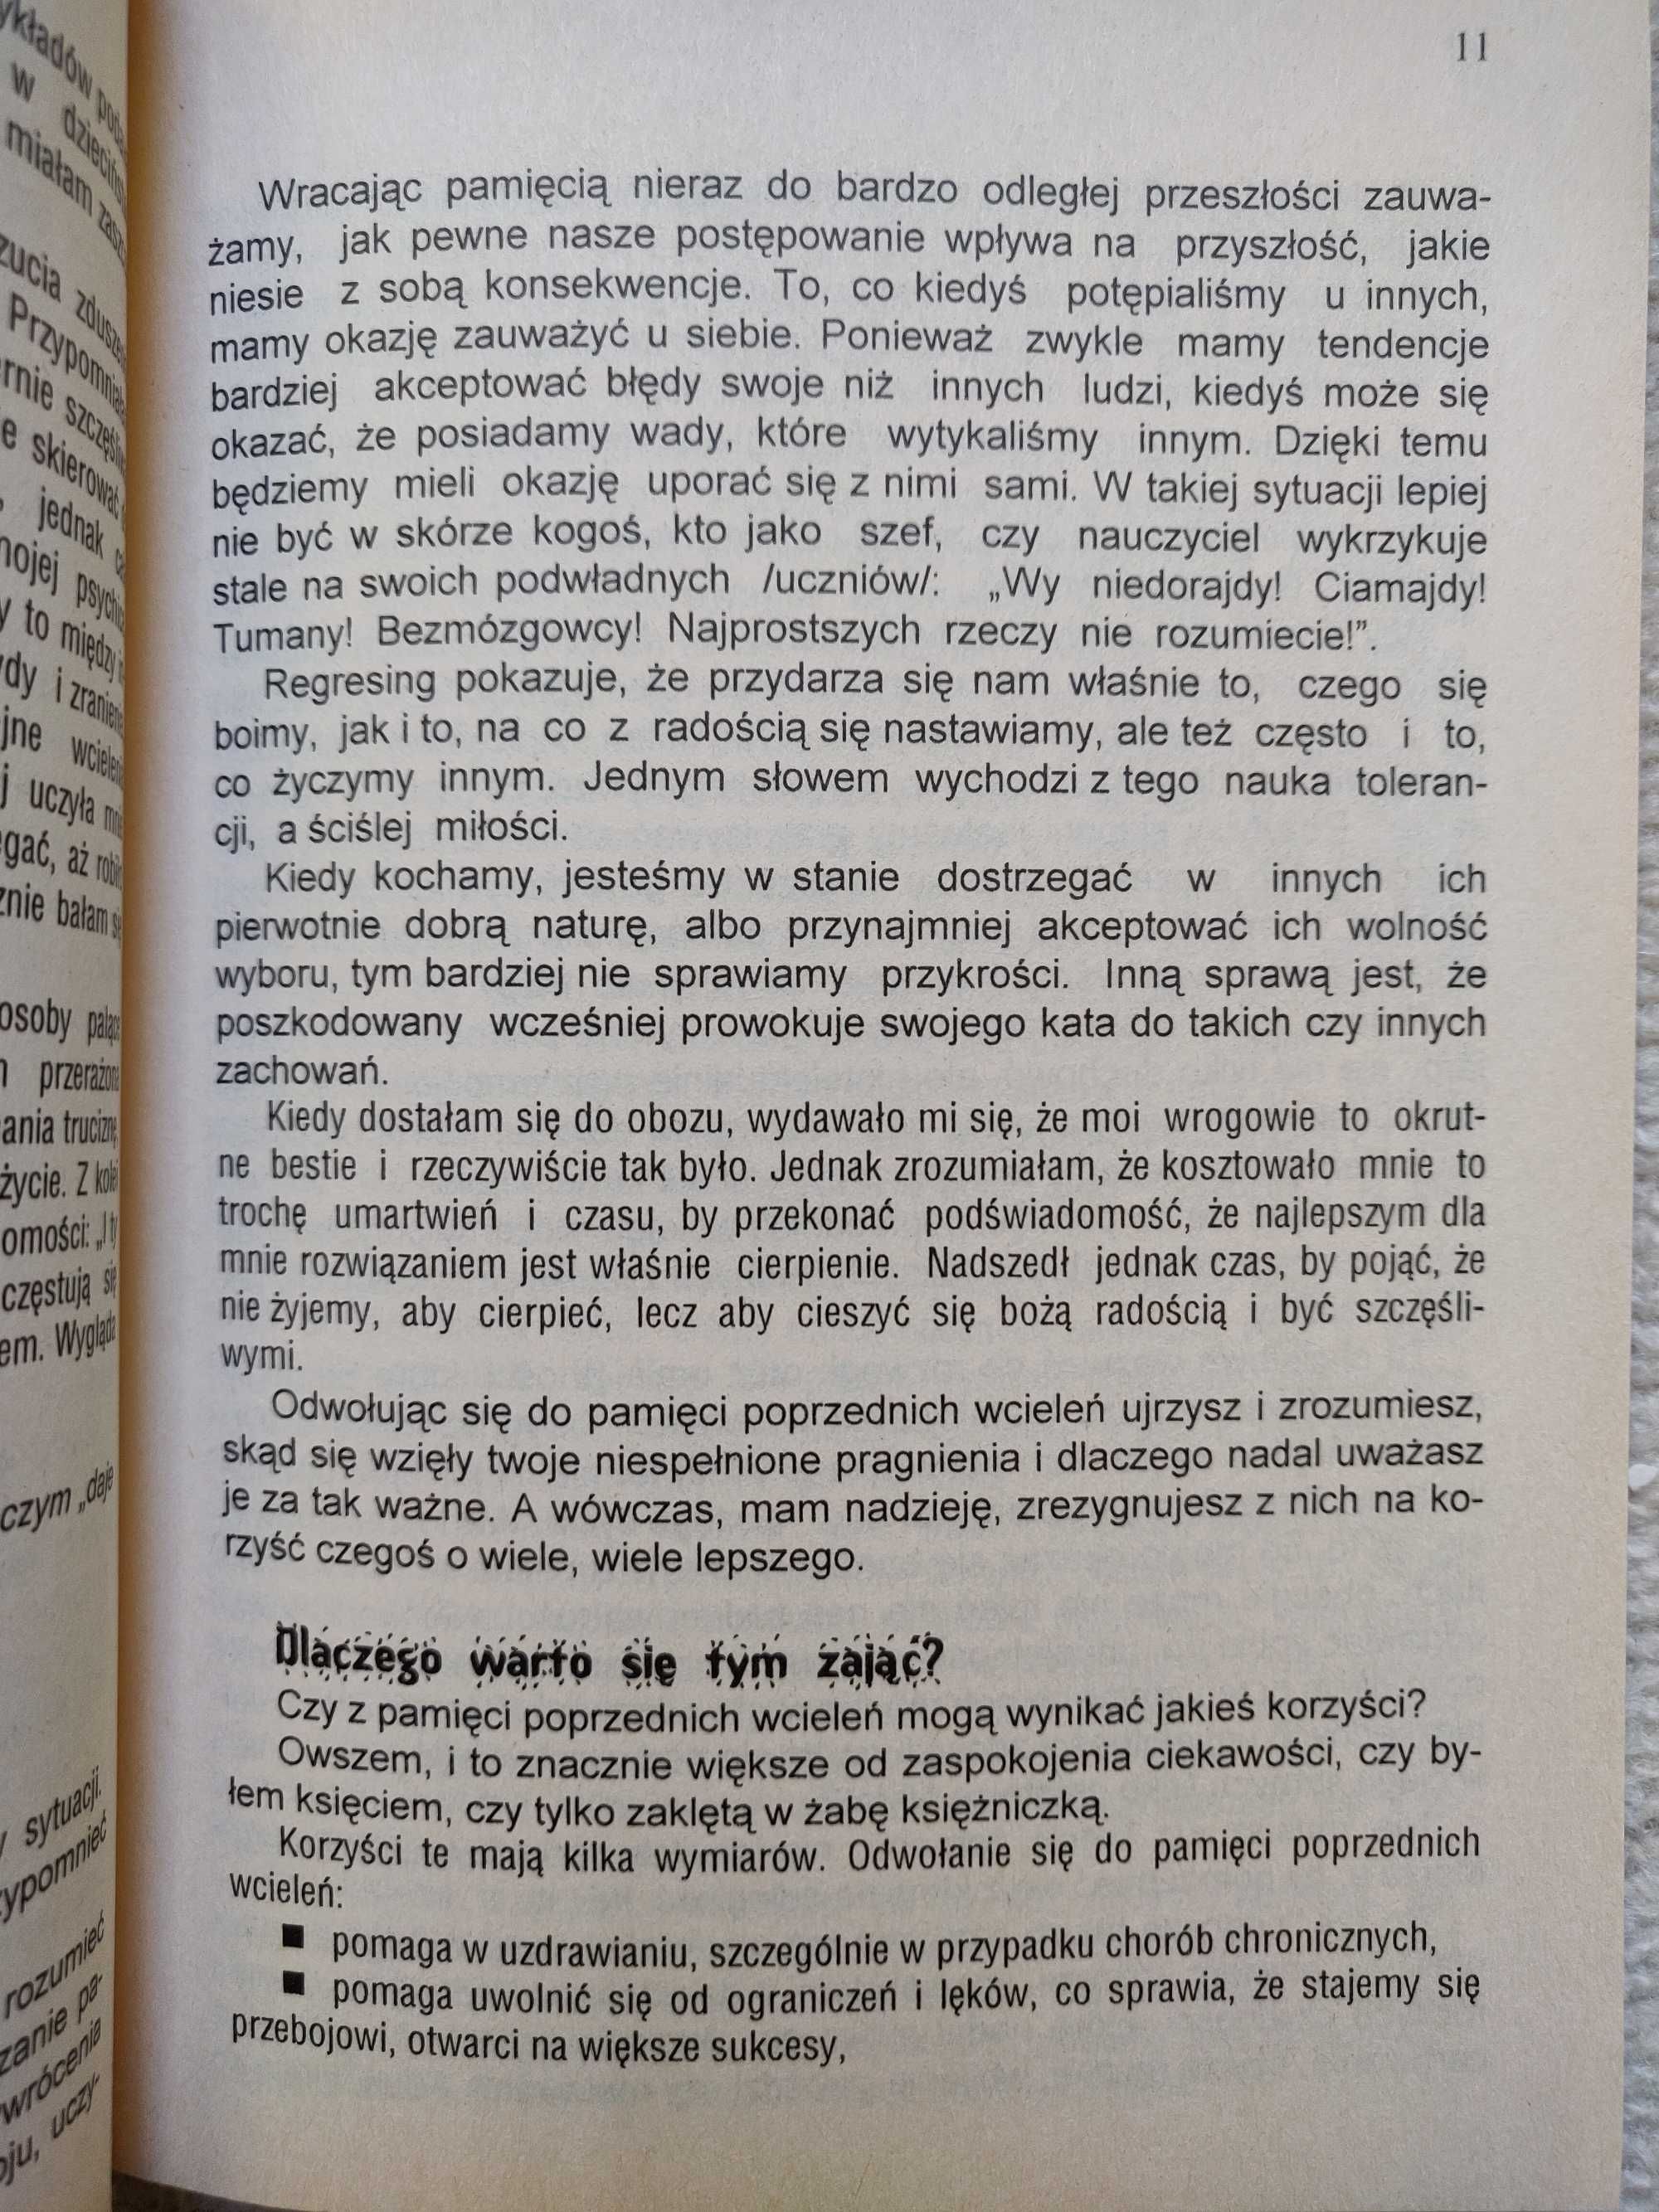 11
Wracając pamięcią nieraz do bardzo odległej przeszłości zauwa-
żamy, jak pewne nasze postępowanie wpływa na przyszłość, jakie
niesie z sobą konsekwencje. To, co kiedyś potępialiśmy u innych,
mamy okazję zauważyć u siebie. Ponieważ zwykle mamy tendencje
bardziej akceptować błędy swoje niż innych ludzi, kiedyś może się
okazać, że posiadamy wady, które wytykaliśmy innym. Dzięki temu
będziemy mieli okazję uporać się z nimi sami. W takiej sytuacji lepiej
nie być w skórze kogoś, kto jako szef, czy nauczyciel wykrzykuje
stale na swoich podwładnych /uczniów/: „Wy niedorajdy! Ciamajdy!
Tumany! Bezmózgowcy! Najprostszych rzeczy nie rozumiecie!”.
Regresing pokazuje, że przydarza się nam właśnie to, czego się
boimy, jak i to, na co z radością się nastawiamy, ale też często i to,
co życzymy innym. Jednym słowem wychodzi z tego nauka toleran-
cji, a ściślej miłości.
Kiedy kochamy, jesteśmy w stanie dostrzegać w innych ich
pierwotnie dobrą naturę, albo przynajmniej akceptować ich wolność
wyboru, tym bardziej nie sprawiamy przykrości. Inną sprawą jest, że
poszkodowany wcześniej prowokuje swojego kata do takich czy innych
zachowań.
Kiedy dostałam się do obozu, wydawało mi się, że moi wrogowie to okrut-
ne bestie i rzeczywiście tak było. Jednak zrozumiałam, że kosztowało mnie to
trochę umartwień i czasu, by przekonać podświadomość, że najlepszym dla
mnie rozwiązaniem jest właśnie cierpienie. Nadszedł jednak czas, by pojąć, że
nie żyjemy, aby cierpieć, lecz aby cieszyć się bożą radością i być szczęśli-
wymi.
Odwołując się do pamięci poprzednich wcieleń ujrzysz i zrozumiesz,
skąd się wzięły twoje niespełnione pragnienia i dlaczego nadal uważasz
je za tak ważne. A wówczas, mam nadzieję, zrezygnujesz z nich na ko-
rzyść czegoś o wiele, wiele lepszego.
Dlaczego warto się tym zająć?
Czy z pamięci poprzednich wcieleń mogą wynikać jakieś korzyści?
Owszem, i to znacznie większe od zaspokojenia ciekawości, czy by-
łem księciem, czy tylko zaklętą w żabę księżniczką.
Korzyści te mają kilka wymiarów. Odwołanie się do pamięci poprzednich
wcieleń:
■ pomaga w uzdrawianiu, szczególnie w przypadku chorób chronicznych,
■ pomaga uwolnić się od ograniczeń i lęków, co sprawia, że stajemy się
przebojowi, otwarci na większe sukcesy,